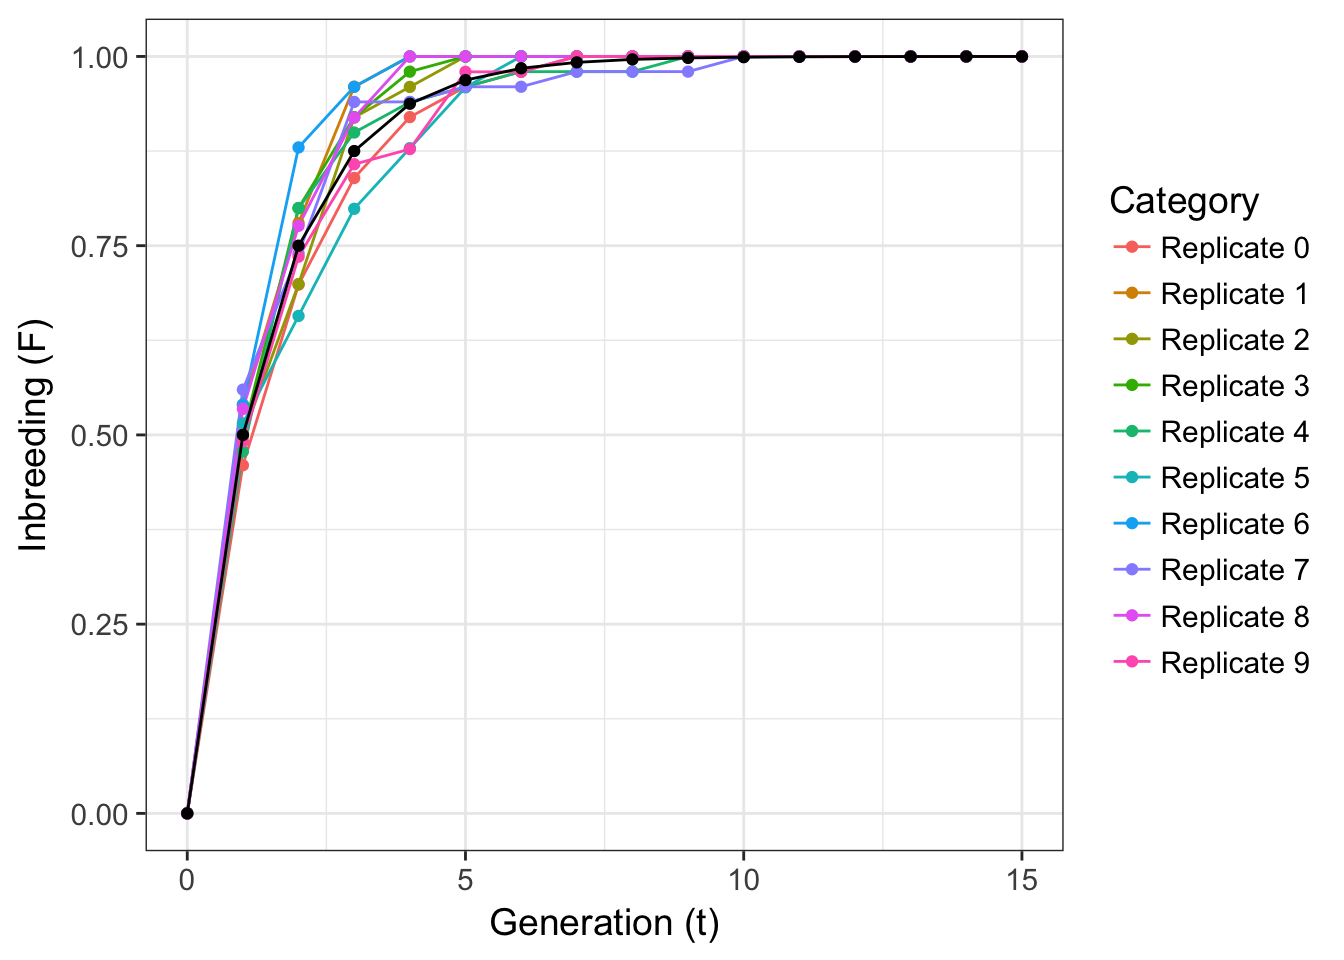 1.00
0.75
0.50
0.25
0.00
Inbreeding (F)
0 5 10 15
Generation (t)
Category
Replicate 0
Replicate 1
Replicate 2
Replicate 3
Replicate 4
Replicate 5
Replicate 6
Replicate 7
Replicate 8
Replicate 9